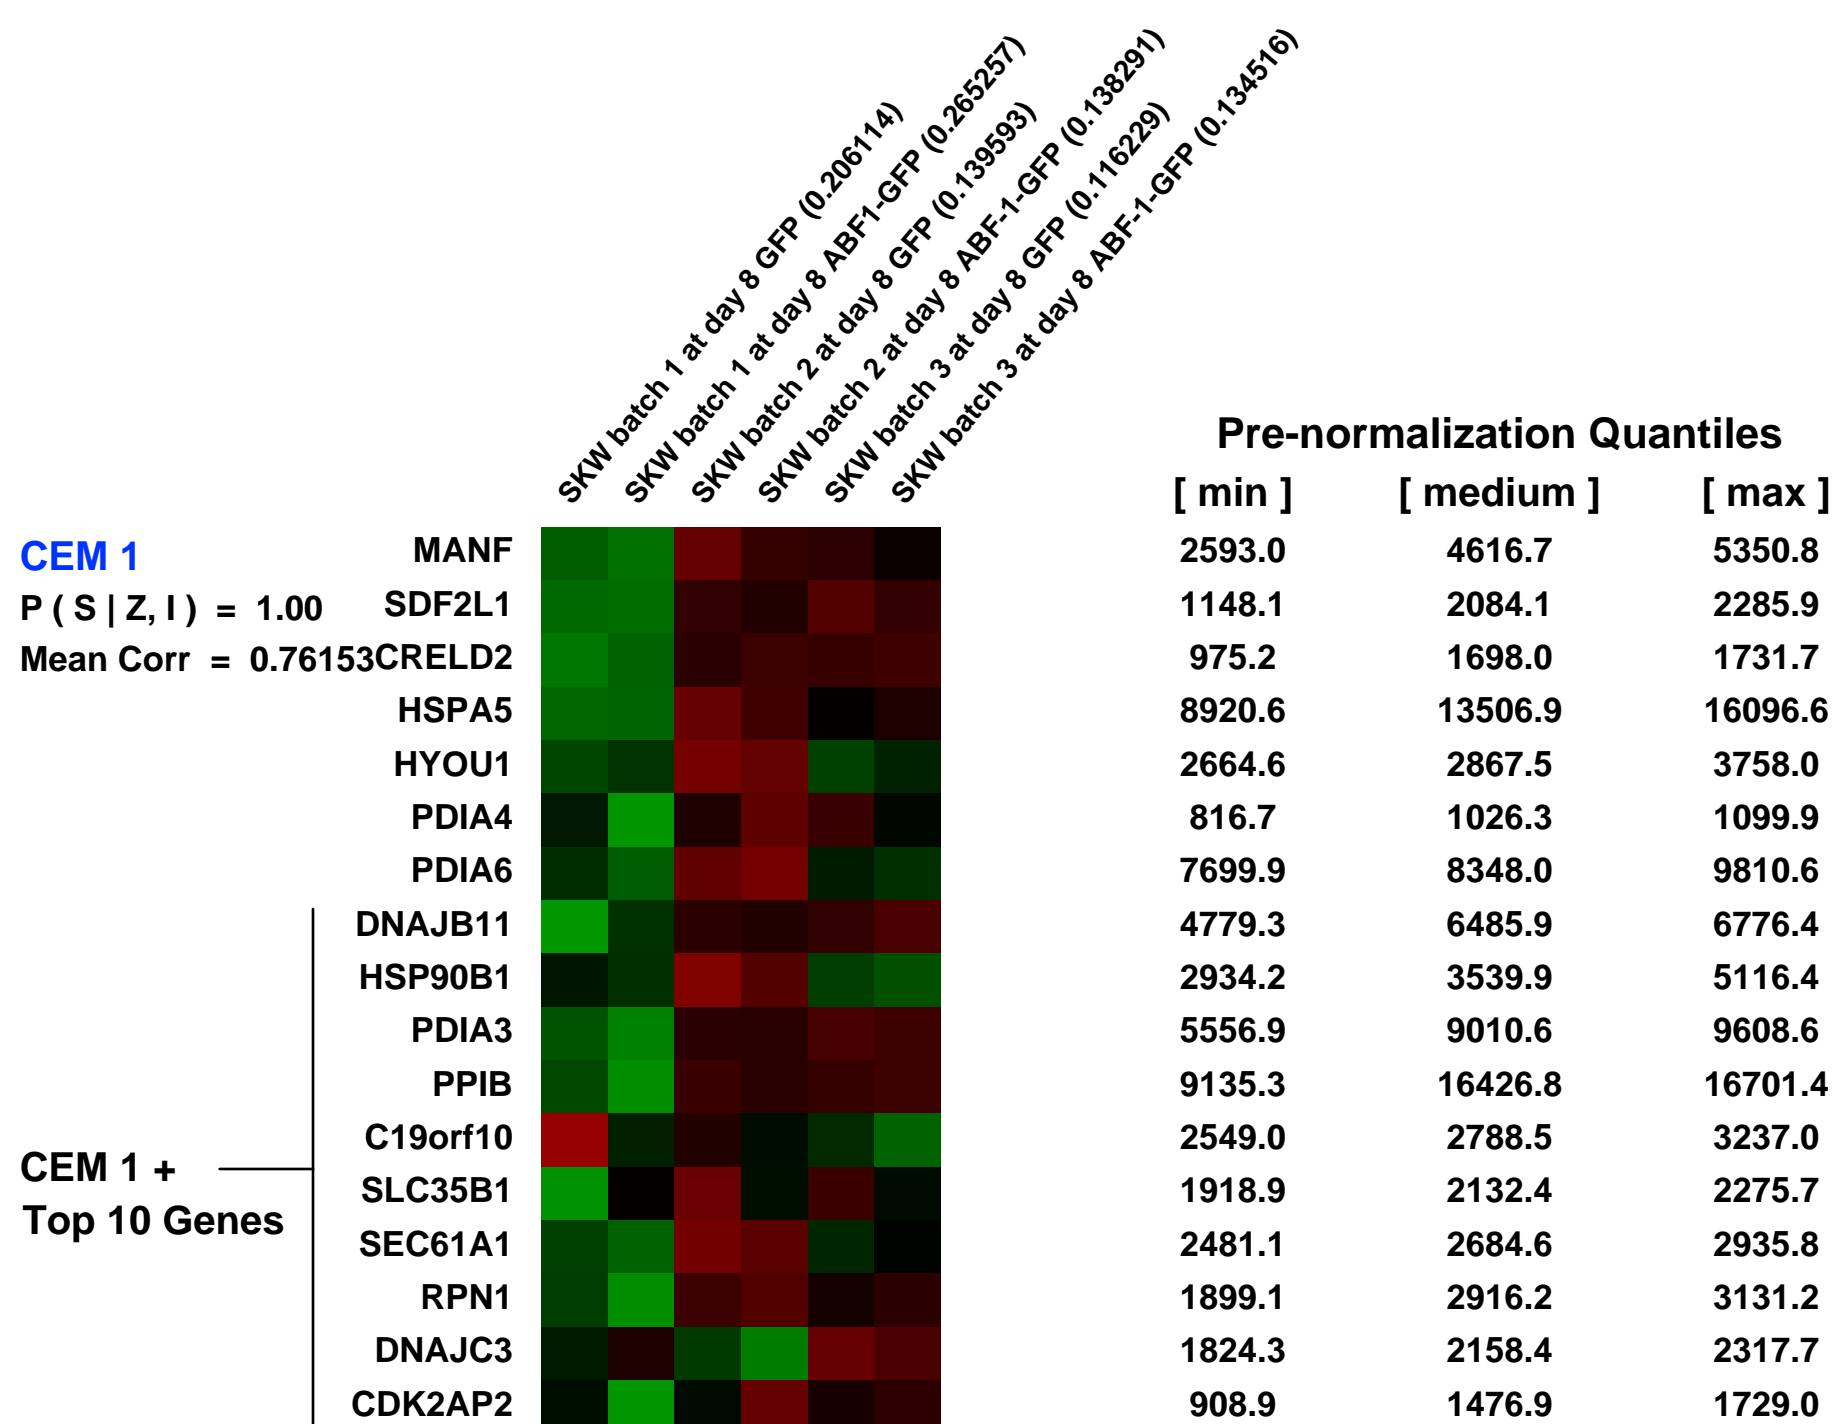 SKW batch 1 at day 8 GFP (0.206114)
SKW batch 1 at day 8 ABF1-GFP (0.265257)
SKW batch 2 at day 8 GFP (0.139593)
SKW batch 2 at day 8 ABF-1-GFP (0.138291)
SKW batch 3 at day 8 GFP (0.116229)
SKW batch 3 at day 8 ABF-1-GFP (0.134516)
Pre-normalization Quantiles
[ min ] [ medium ] [ max ]
CEM 1 MANF 2593.0 4616.7 5350.8
P ( S | Z, I ) = 1.00 SDF2L1 1148.1 2084.1 2285.9
Mean Corr = 0.76153 CRELD2 975.2 1698.0 1731.7
HSPA5 8920.6 13506.9 16096.6
HYOU1 2664.6 2867.5 3758.0
PDIA4 816.7 1026.3 1099.9
PDIA6 7699.9 8348.0 9810.6
DNAJB11 4779.3 6485.9 6776.4
HSP90B1 2934.2 3539.9 5116.4
PDIA3 5556.9 9010.6 9608.6
PPIB 9135.3 16426.8 16701.4
C19orf10 2549.0 2788.5 3237.0
CEM 1 +
SLC35B1 1918.9 2132.4 2275.7
Top 10 Genes
SEC61A1 2481.1 2684.6 2935.8
RPN1 1899.1 2916.2 3131.2
DNAJC3 1824.3 2158.4 2317.7
CDK2AP2 908.9 1476.9 1729.0